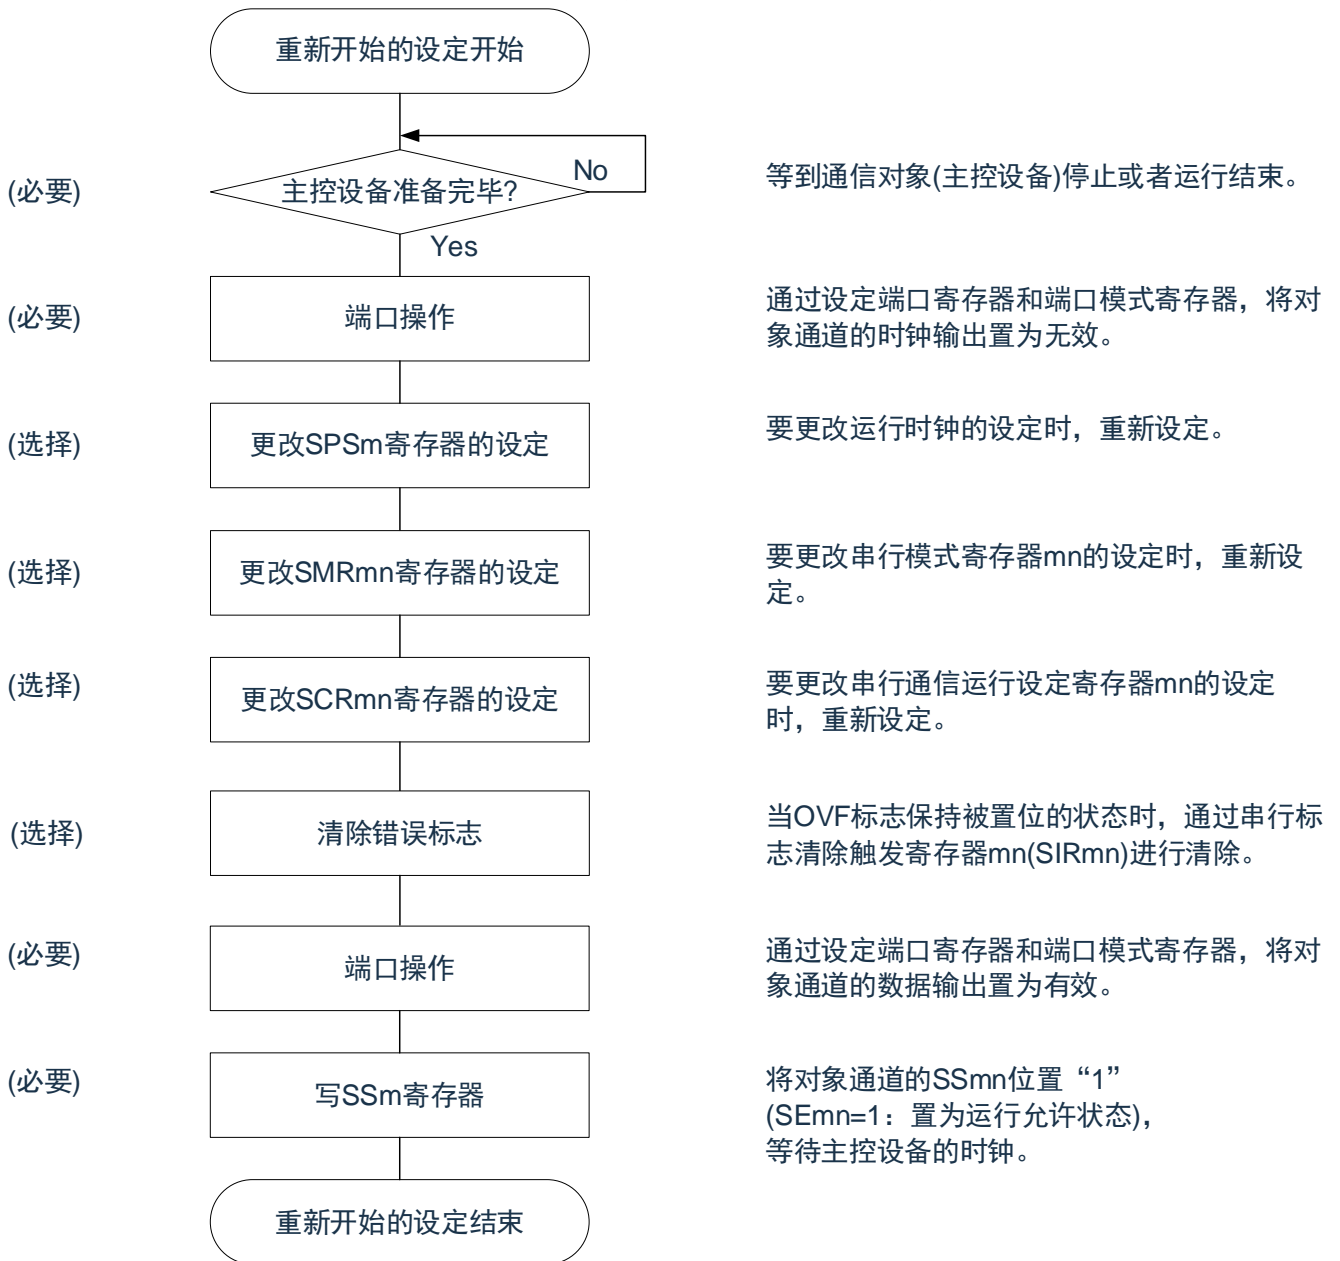 重新开始的设定开始
No
(必要)
主控设备准备完毕?
等到通信对象(主控设备)停止或者运行结束。
Yes
(必要)
端口操作
通过设定端口寄存器和端口模式寄存器，将对
象通道的时钟输出置为无效。
(选择)
更改SPSm寄存器的设定
要更改运行时钟的设定时，重新设定。
(选择)
更改SMRmn寄存器的设定
要更改串行模式寄存器mn的设定时，重新设
定。
(选择)
更改SCRmn寄存器的设定
要更改串行通信运行设定寄存器mn的设定
时，重新设定。
(选择)
清除错误标志
当OVF标志保持被置位的状态时，通过串行标
志清除触发寄存器mn(SIRmn)进行清除。
(必要)
端口操作
通过设定端口寄存器和端口模式寄存器，将对
象通道的数据输出置为有效。
(必要)
写SSm寄存器
将对象通道的SSmn位置“1”
(SEmn=1：置为运行允许状态)，
等待主控设备的时钟。
重新开始的设定结束